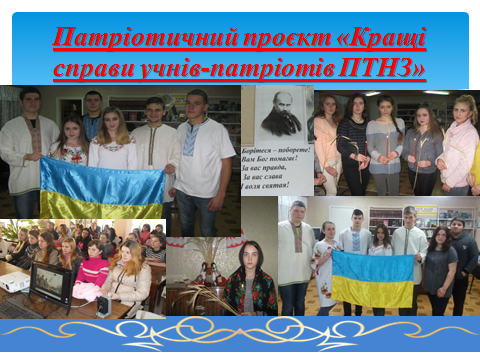 Патріотичний проєкт «Кращі
справи учнів-патріотів ПТНЗ»
Борітеся – поборете!
Вам Бог помагає!
За вас правда,
За вас слава
І воля святая!